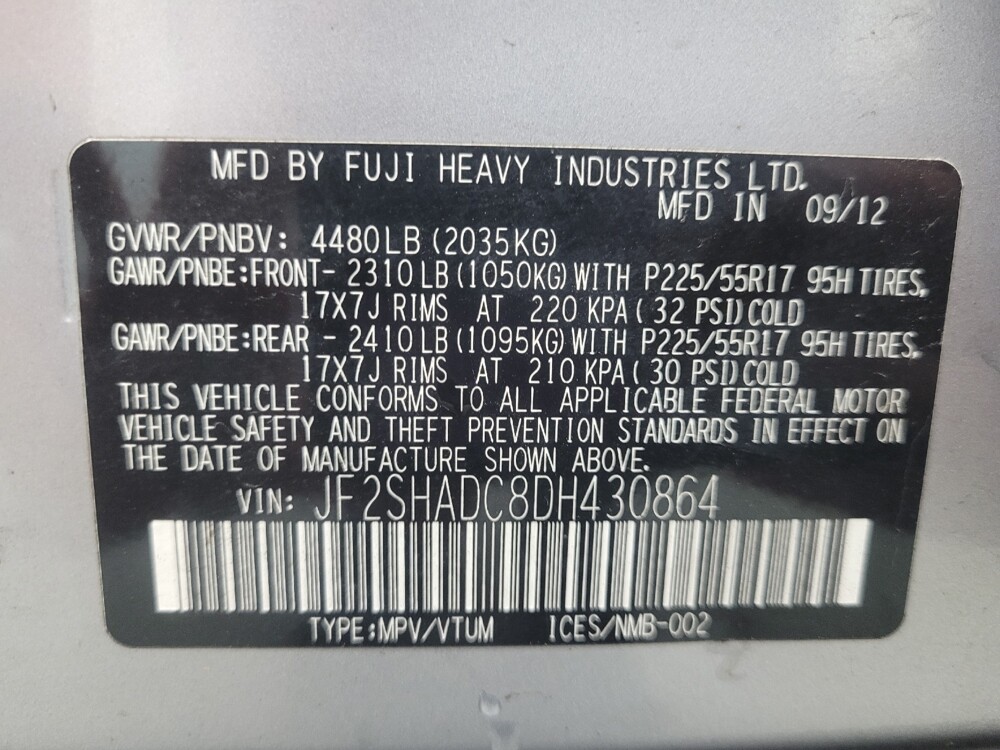 MFD BY FUJI HEAVY INDUSTRIES LTD.
MFD IN 09/12
GVWR/PNBV: 4480LB (2035KG)
GAWR/PNBE:FRONT- 2310LB (1050KG) WITH P225/55R17 95H TIRES,
17X7J RIMS AT 220 KPA ( 32 PSI) COLD
GAWR/PNBE:REAR - 2410LB (1095KG) WITH P225/55R17 95H TIRES,
17X7J RIMS AT 210 KPA ( 30 PSI) COLD
THIS VEHICLE CONFORMS TO ALL APPLICABLE FEDERAL MOTOR
VEHICLE SAFETY AND THEFT PREVENTION STANDARDS IN EFFECT ON
THE DATE OF MANUFACTURE SHOWN ABOVE.
VIN: JF2SHADC8DH430864
TYPE:MPV/VTUM ICES/NMB-002